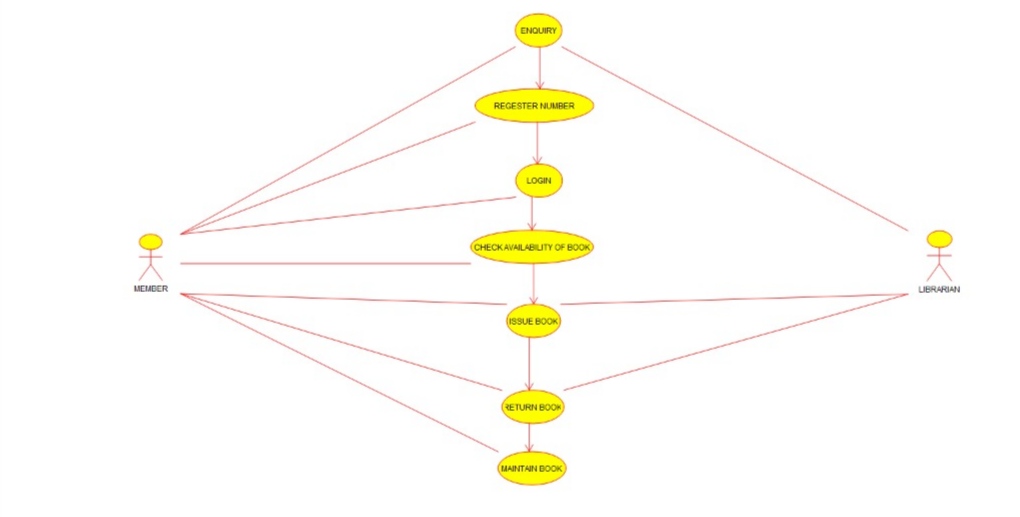 ENQUIRY
REGESTER NUMBER
LOGIN
CHECK AVAILABILITY OF BOOK
MEMBER
LIBRARIAN
ISSUE BOOK
RETURN BOOK
MAINTAIN BOOK